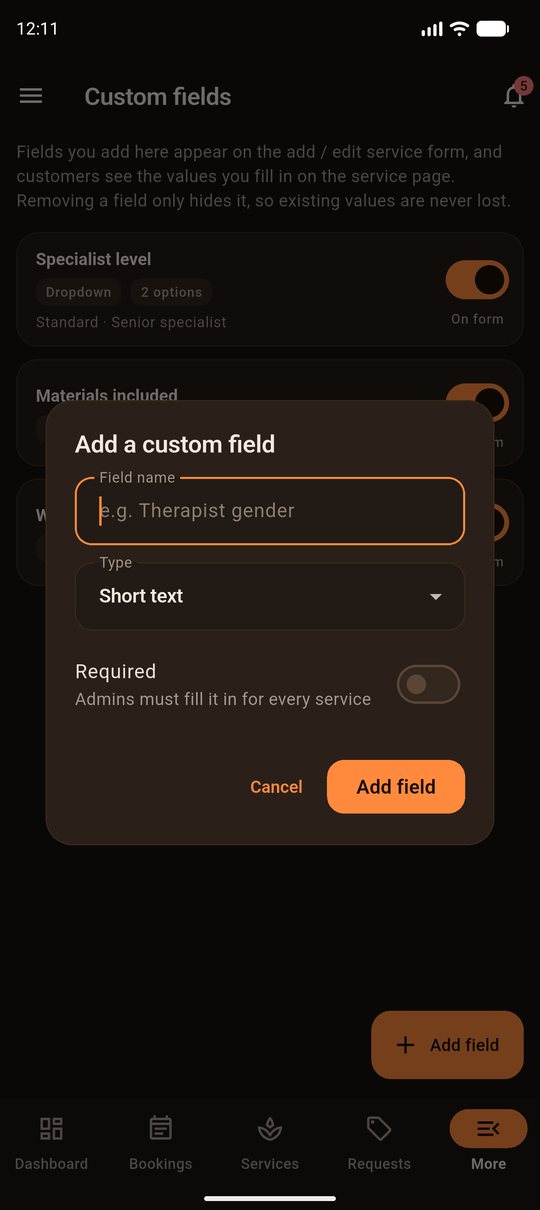 12:11
Custom fields
5
Fields you add here appear on the add / edit service form, and
customers see the values you fill in on the service page.
Removing a field only hides it, so existing values are never lost.
Specialist level
Dropdown
2 options
Standard · Senior specialist
On form
Materials included
Add a custom field
Field name
e.g. Therapist gender
Type
Short text
Required
Admins must fill it in for every service
Cancel
Add field
Add field
Dashboard
Bookings
Services
Requests
More